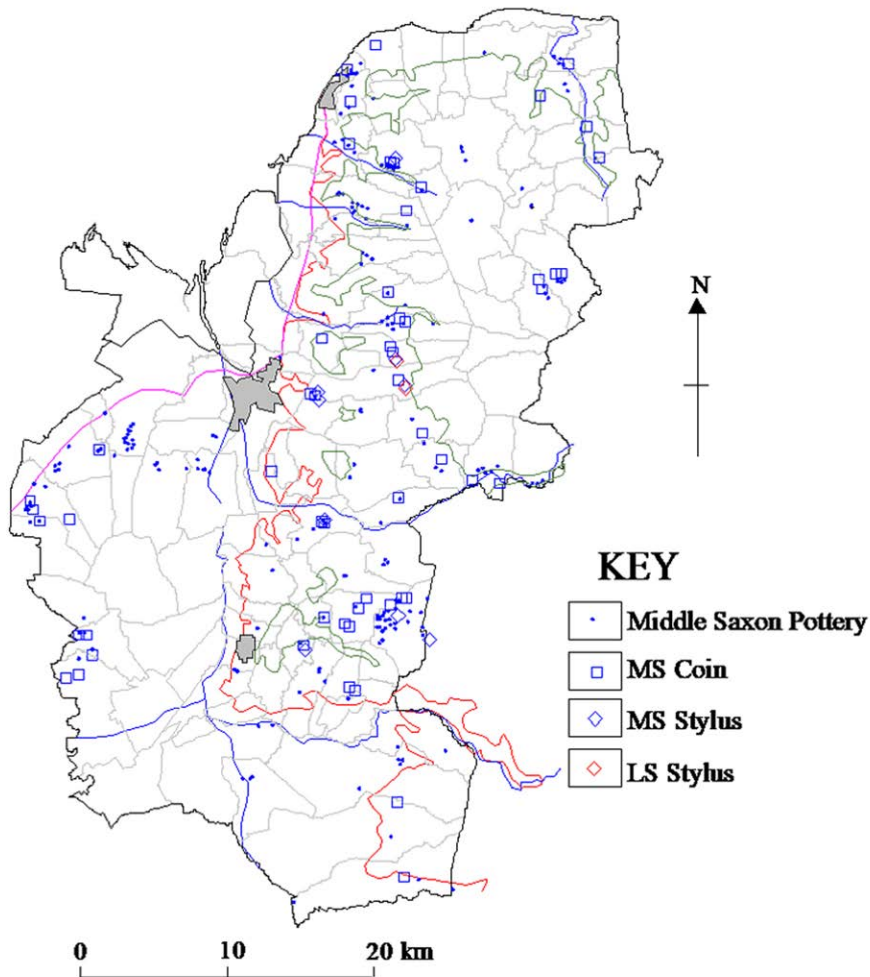 N
KEY
Middle Saxon Pottery
MS Coin
MS Stylus
LS Stylus
0 10 20 km